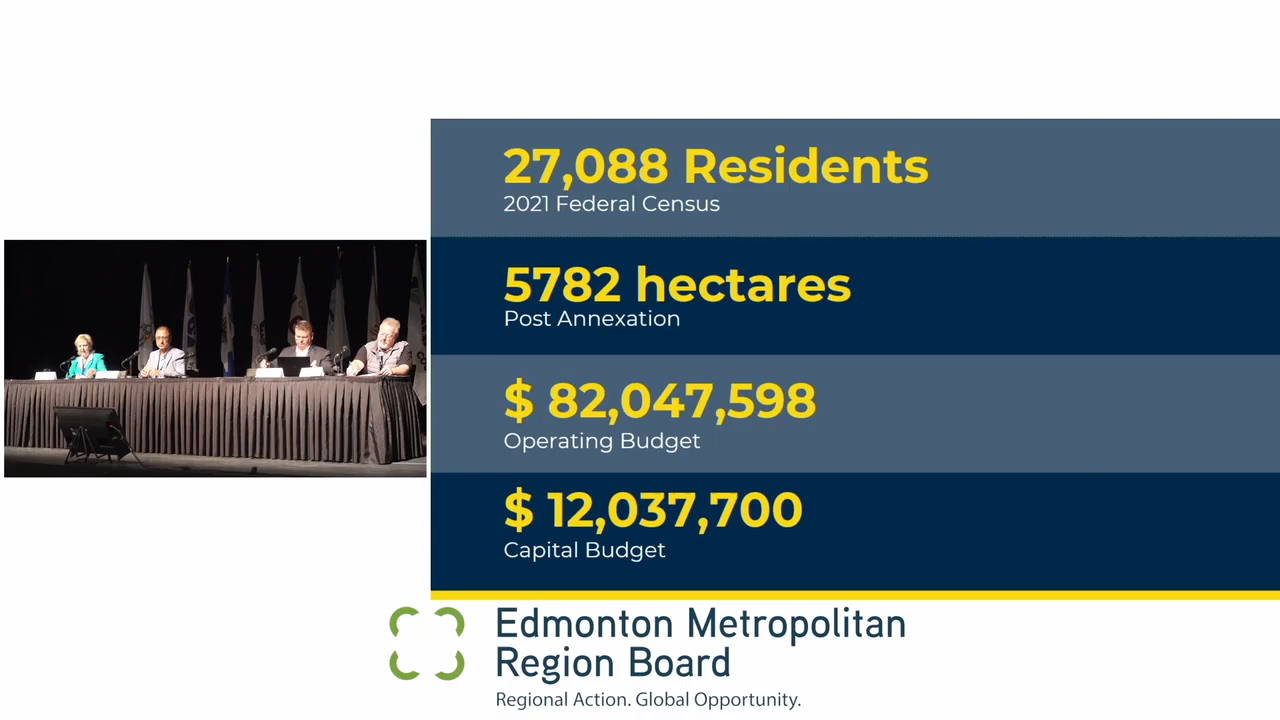 27,088 Residents
2021 Federal Census
5782 hectares
Post Annexation
$ 82,047,598
Operating Budget
$ 12,037,700
Capital Budget
Edmonton Metropolitan
Region Board
Regional Action. Global Opportunity.